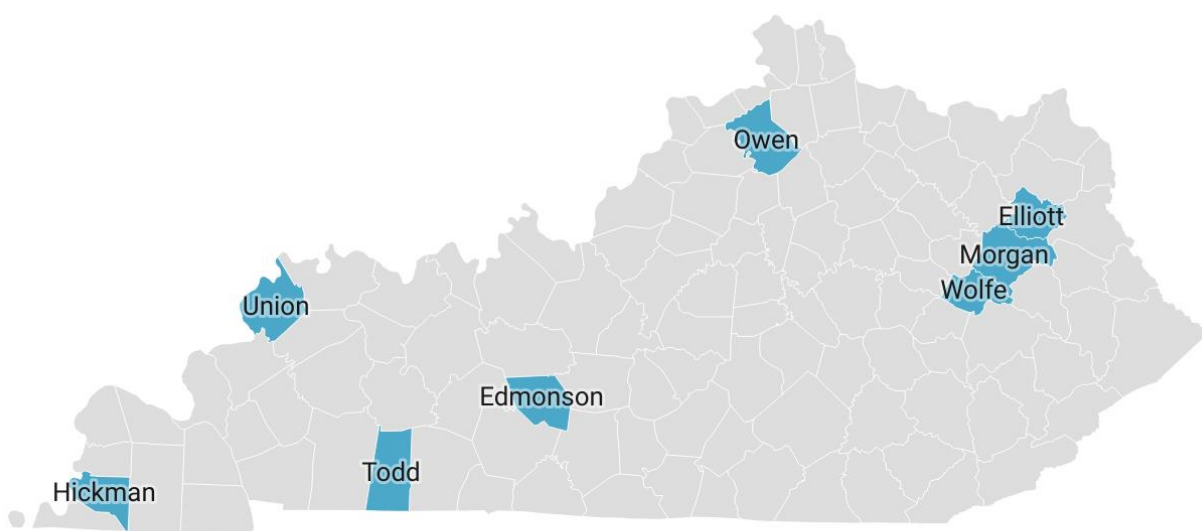 Owen
Elliott
Morgan
Wolfe
Union
Edmonson
Todd
Hickman